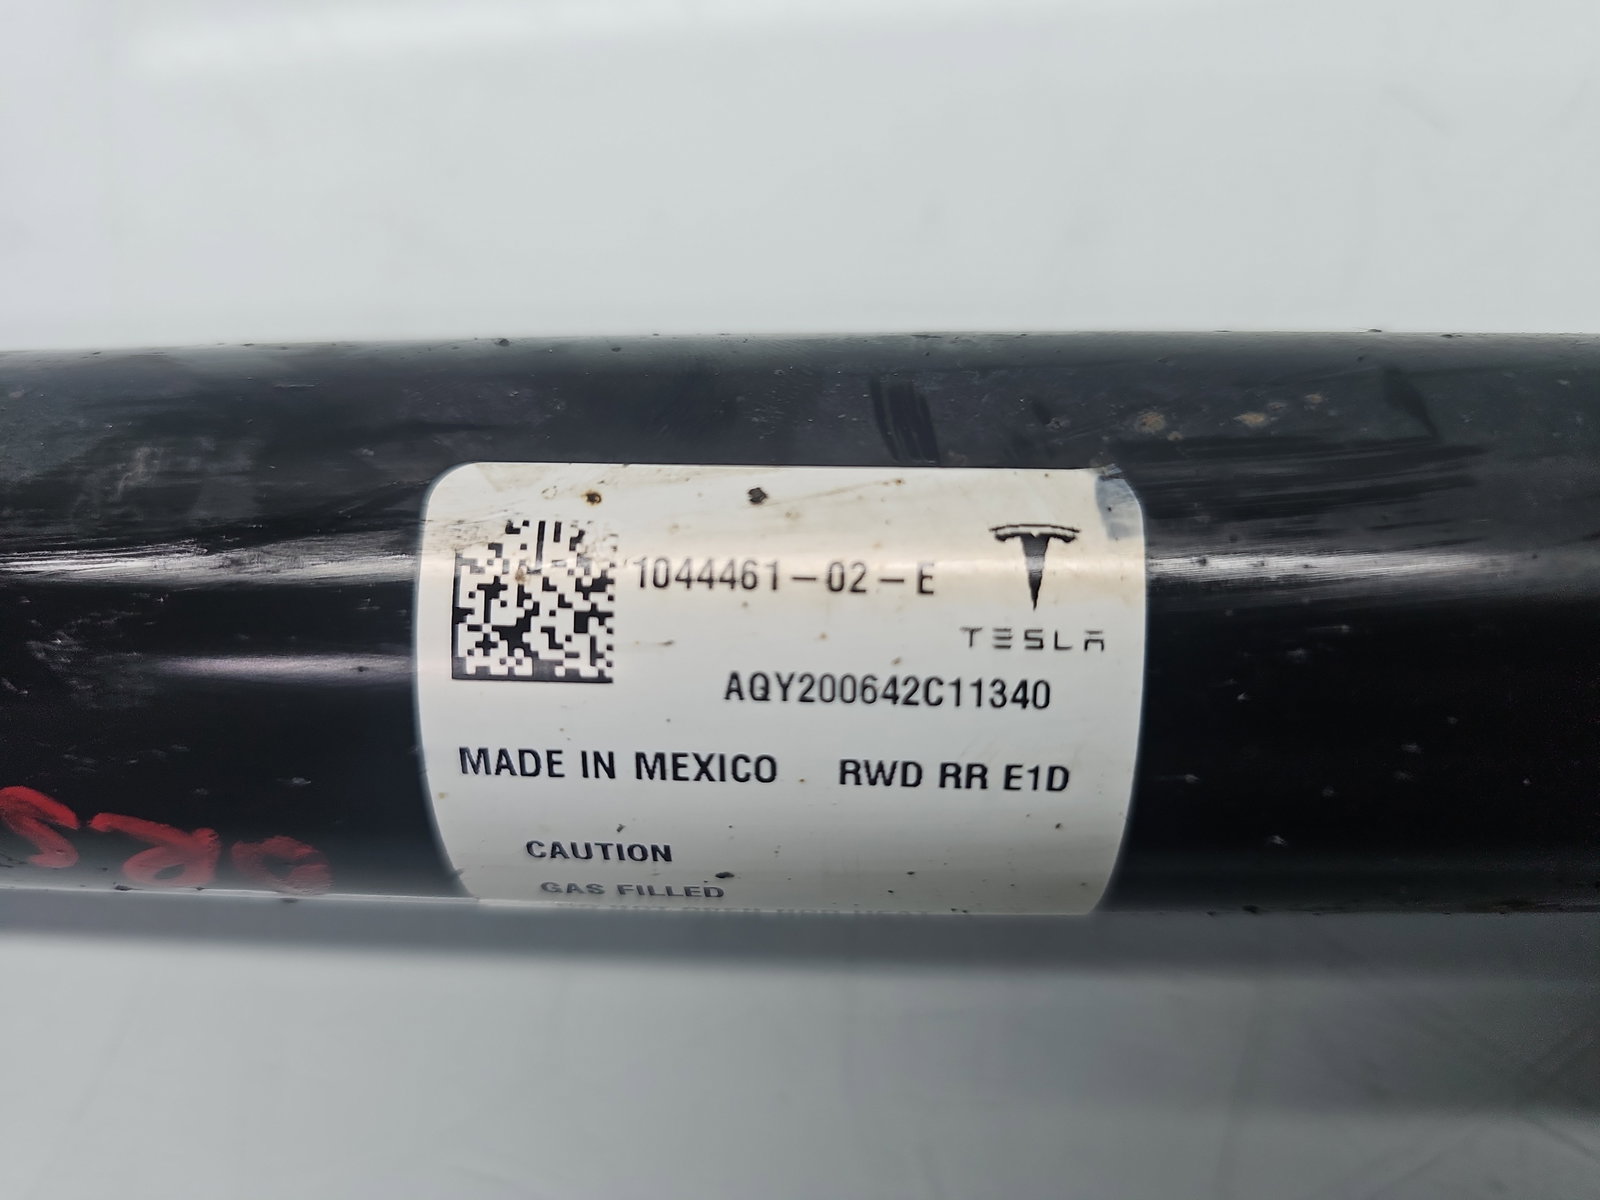 1044461-02-E
TESLA
AQY200642C11340
MADE IN MEXICO RWD RR E1D
CAUTION
GAS FILLED